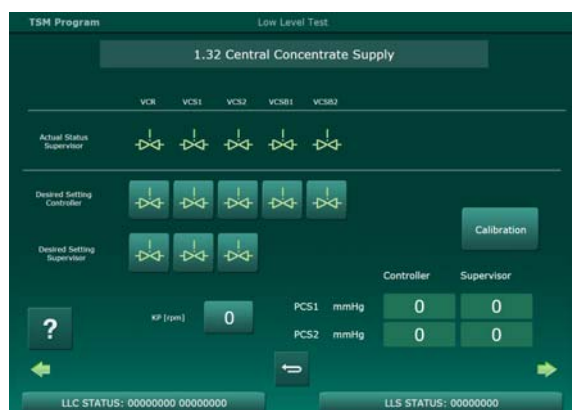 TSM Program Low Level Test
1.32 Central Concentrate Supply
VCR VCS1 VCS2 VCSB1 VCSB2
Actual Status
Supervisor
Desired Setting
Controller
Desired Setting
Supervisor
Calibration
Controller Supervisor
KP [rpm] 0
PCS1 mmHg 0 0
PCS2 mmHg 0 0
?
LLC STATUS: 00000000 00000000
LLS STATUS: 00000000